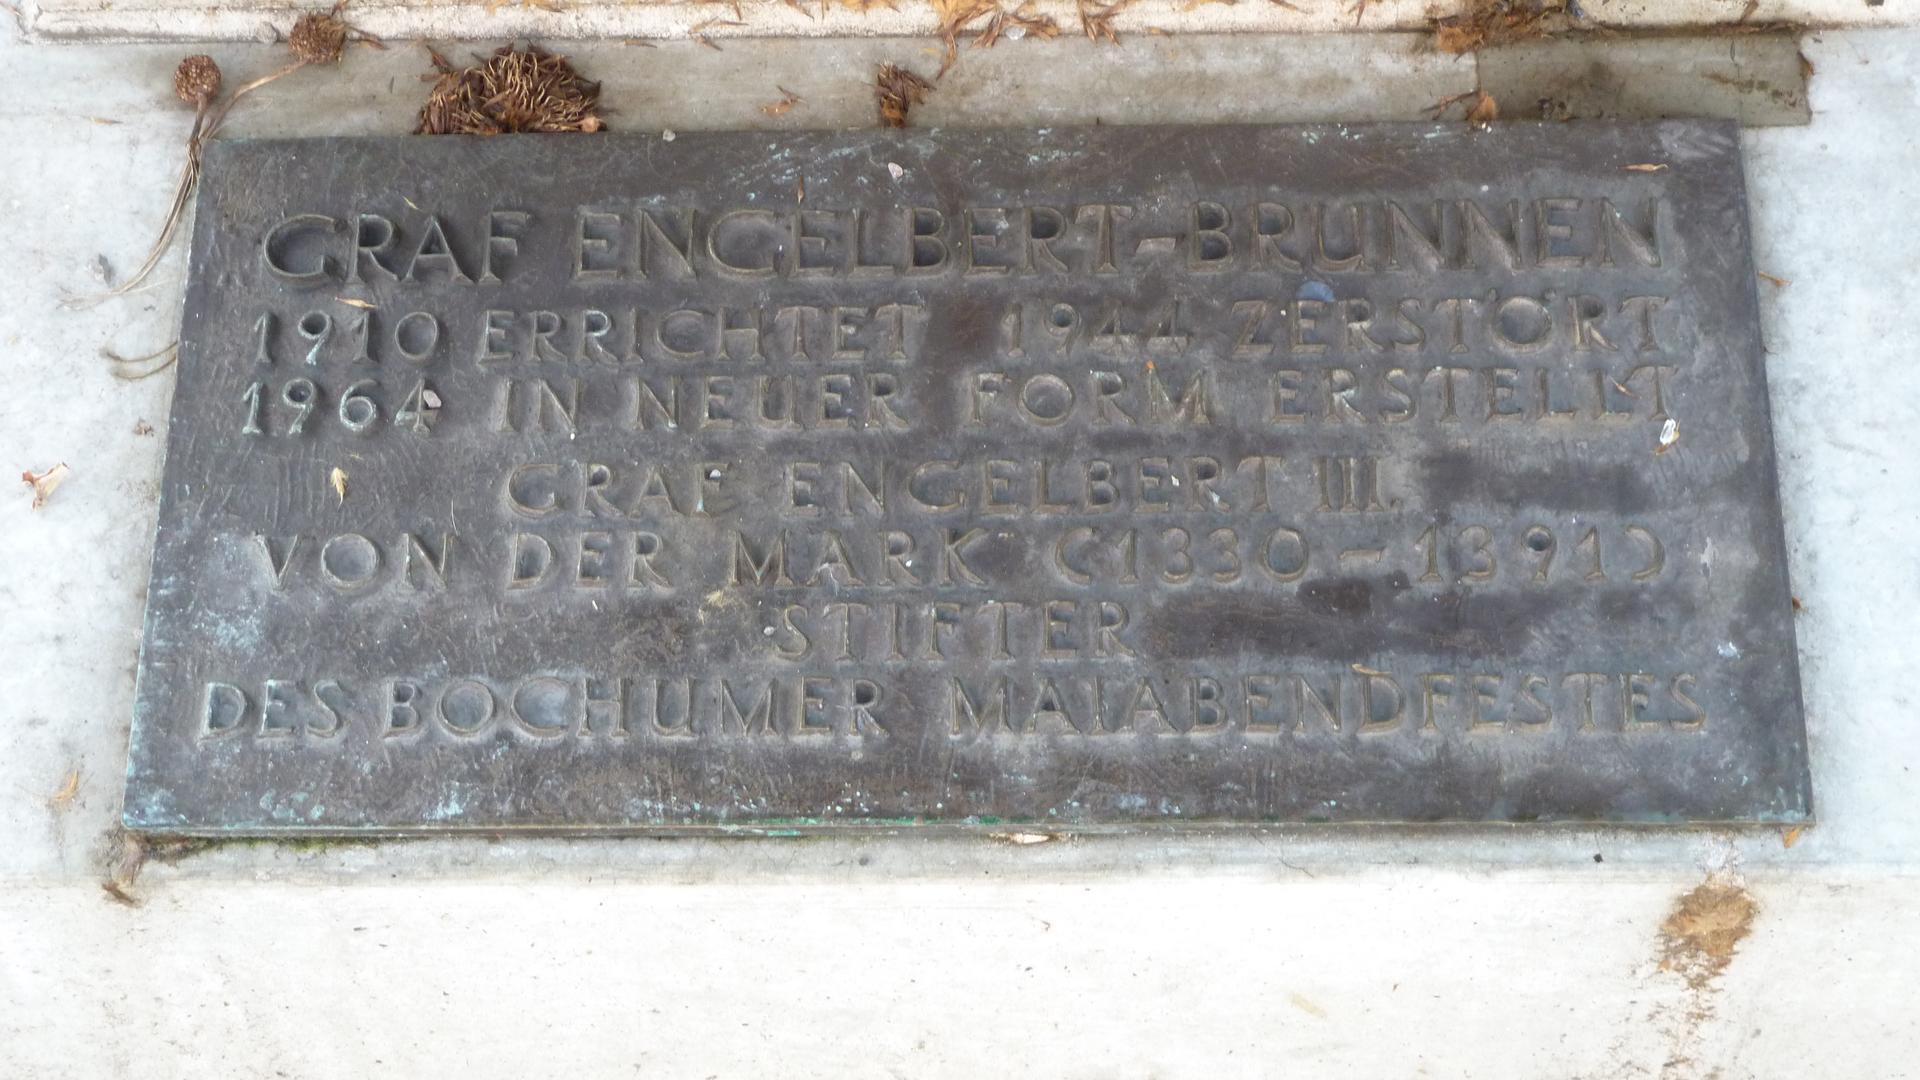 GRAF ENGELBERT-BRUNNEN
1910 ERRICHTET 1944 ZERSTÖRT
1964 IN NEUER FORM ERSTELLT
GRAF ENGELBERT III.
VON DER MARK (1330-1391)
STIFTER
DES BOCHUMER MAIABENDFESTES